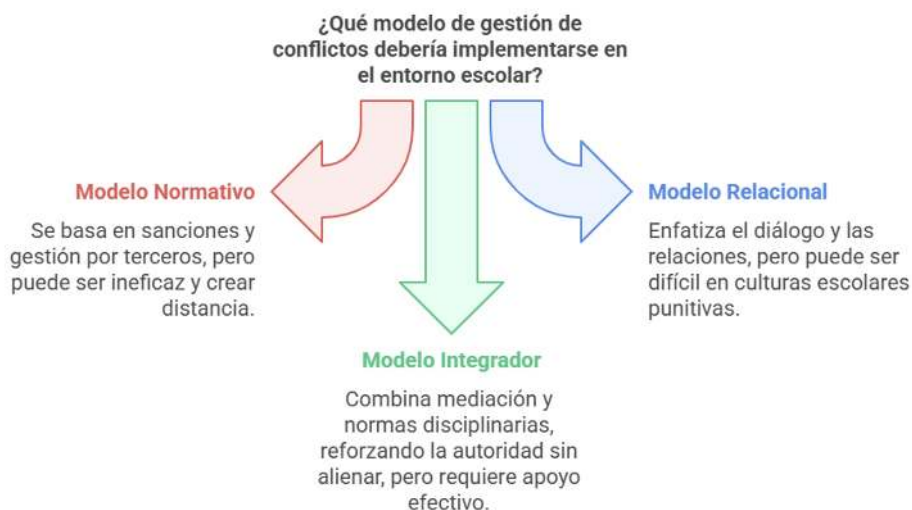 ¿Qué modelo de gestión de
conflictos debería implementarse en
el entorno escolar?
Modelo Normativo
Se basa en sanciones y
gestión por terceros, pero
puede ser ineficaz y crear
distancia.
Modelo Integrador
Combina mediación y
normas disciplinarias,
reforzando la autoridad sin
alienar, pero requiere apoyo
efectivo.
Modelo Relacional
Enfatiza el diálogo y las
relaciones, pero puede ser
difícil en culturas escolares
punitivas.